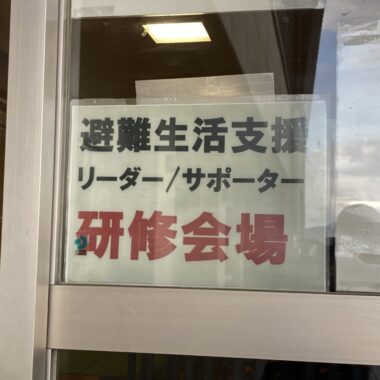 避難生活支援
リーダー/サポーター
研修会場